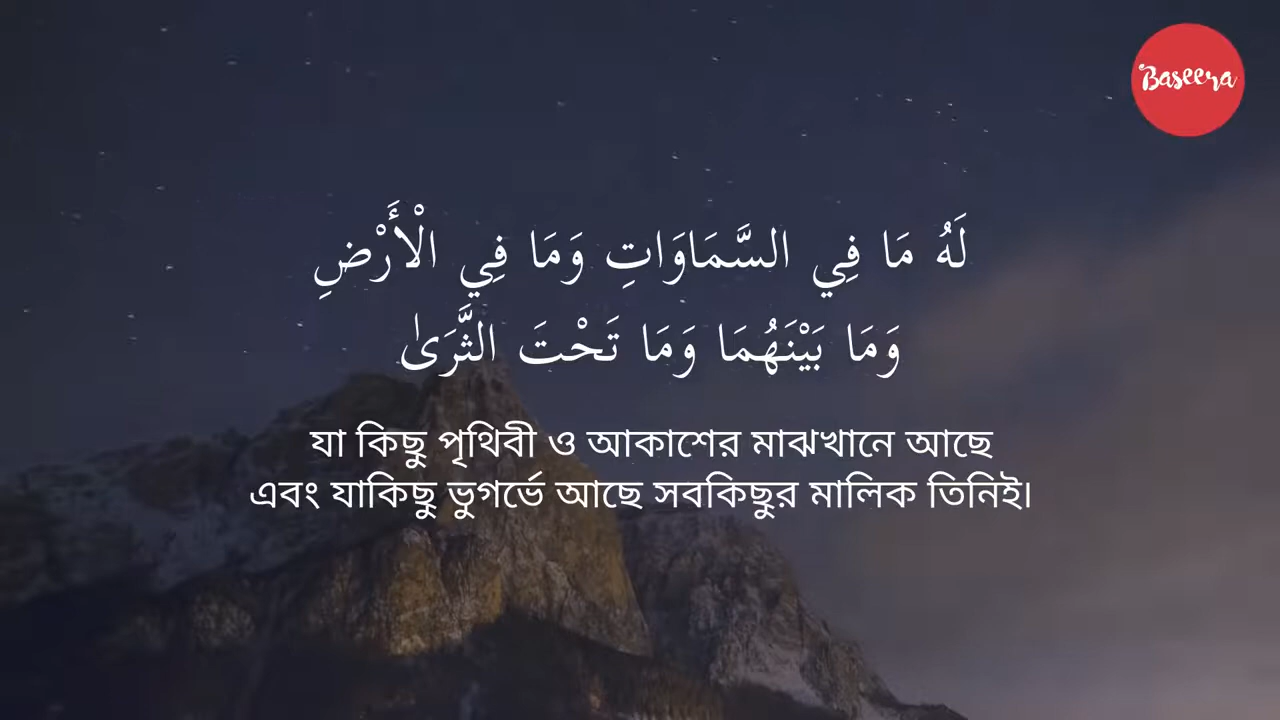 Baseera
لَهُ مَا فِي السَّمَاوَاتِ وَمَا فِي الْأَرْضِ
وَمَا بَيْنَهُمَا وَمَا تَحْتَ الثَّرَىٰ
যা কিছু পৃথিবী ও আকাশের মাঝখানে আছে
এবং যাকিছু ভুগর্ভে আছে সবকিছুর মালিক তিনিই।